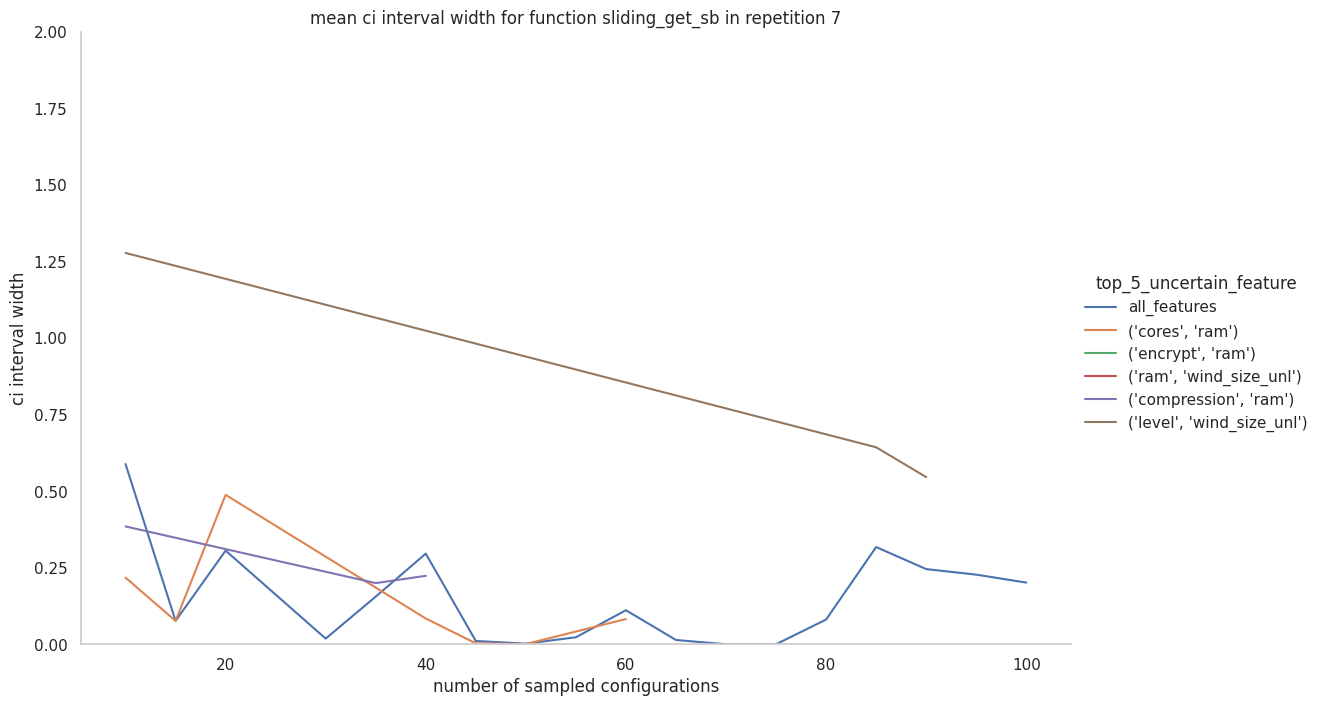 mean ci interval width for function sliding_get_sb in repetition 7
2.00
1.75
1.50
1.25
1.00
0.75
0.50
0.25
0.00
ci interval width
20
40
60
80
100
number of sampled configurations
top_5_uncertain_feature
all_features
('cores', 'ram')
('encrypt', 'ram')
('ram', 'wind_size_unl')
('compression', 'ram')
('level', 'wind_size_unl')